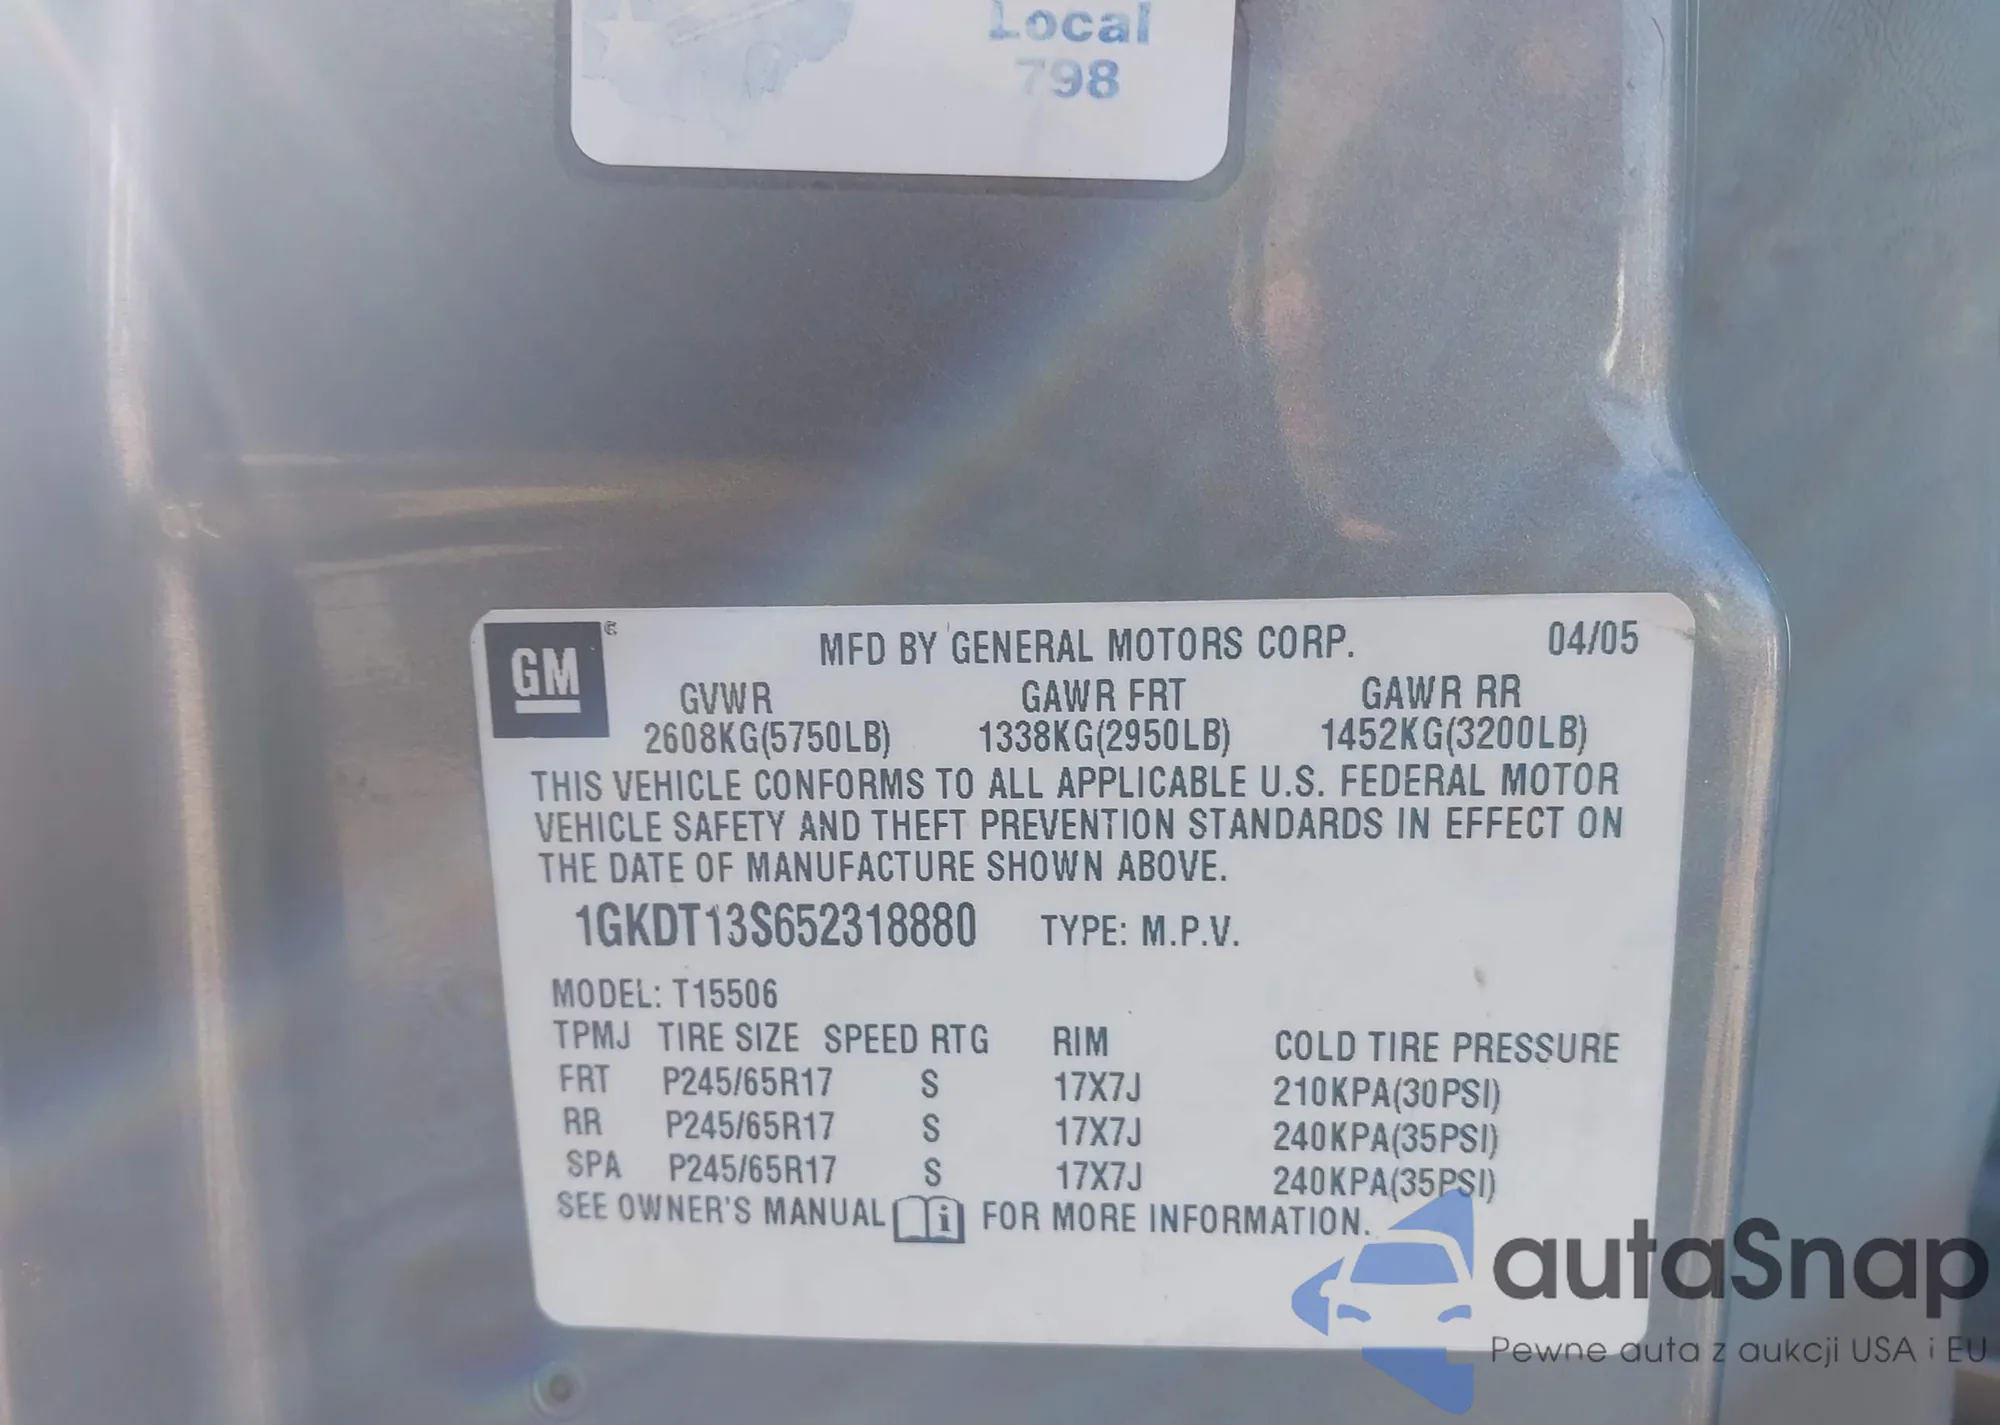 Local
798
GM
MFD BY GENERAL MOTORS CORP. 04/05
GVWR GAWR FRT GAWR RR
2608KG(5750LB) 1338KG(2950LB) 1452KG(3200LB)
THIS VEHICLE CONFORMS TO ALL APPLICABLE U.S. FEDERAL MOTOR
VEHICLE SAFETY AND THEFT PREVENTION STANDARDS IN EFFECT ON
THE DATE OF MANUFACTURE SHOWN ABOVE.
1GKDT13S652318880 TYPE: M.P.V.
MODEL: T15506
TPMJ TIRE SIZE SPEED RTG RIM COLD TIRE PRESSURE
FRT P245/65R17 S 17X7J 210KPA(30PSI)
RR P245/65R17 S 17X7J 240KPA(35PSI)
SPA P245/65R17 S 17X7J 240KPA(35PSI)
SEE OWNER'S MANUAL i FOR MORE INFORMATION.
autaSnap
Pewne auta z aukcji USA i EU